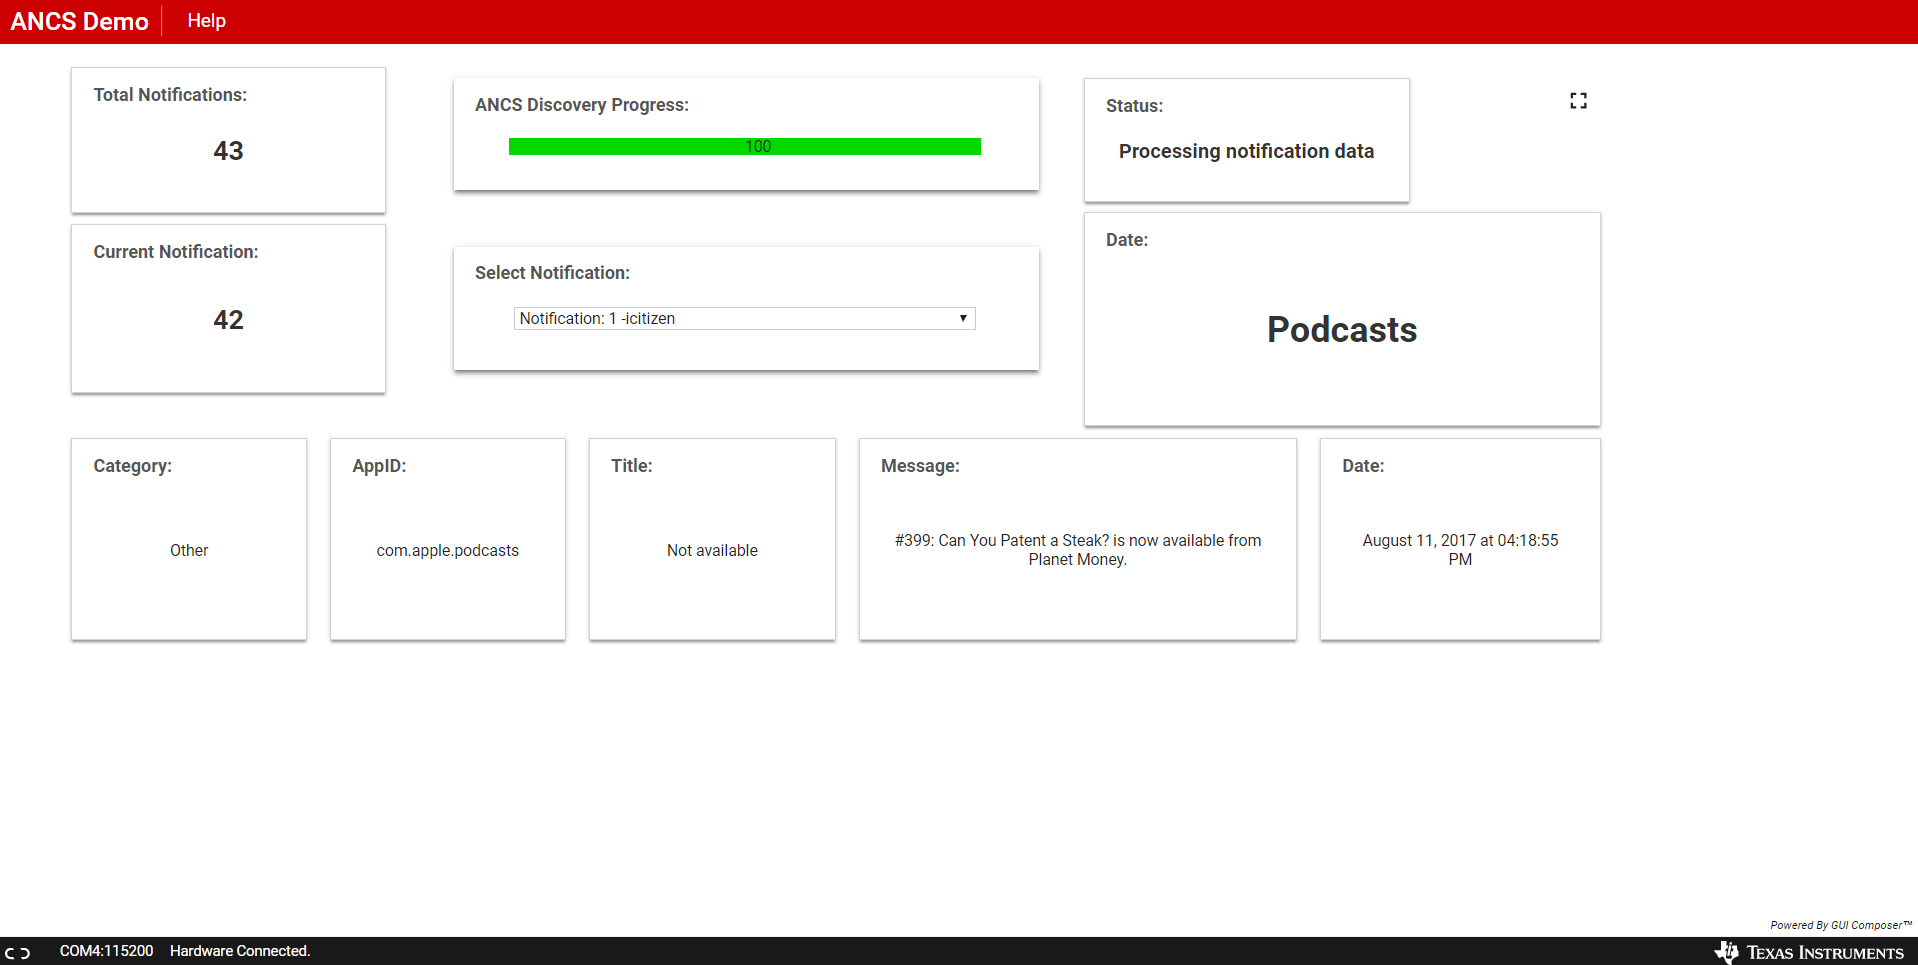 ANCS Demo
Help
Total Notifications:
43
ANCS Discovery Progress:
100
Status:
Processing notification data
Current Notification:
42
Select Notification:
Notification: 1 -icitizen
Date:
Podcasts
Category:
Other
AppID:
com.apple.podcasts
Title:
Not available
Message:
#399: Can You Patent a Steak? is now available from
Planet Money.
Date:
August 11, 2017 at 04:18:55
PM
Powered By GUI Composer™
COM4:115200
Hardware Connected.
TEXAS INSTRUMENTS